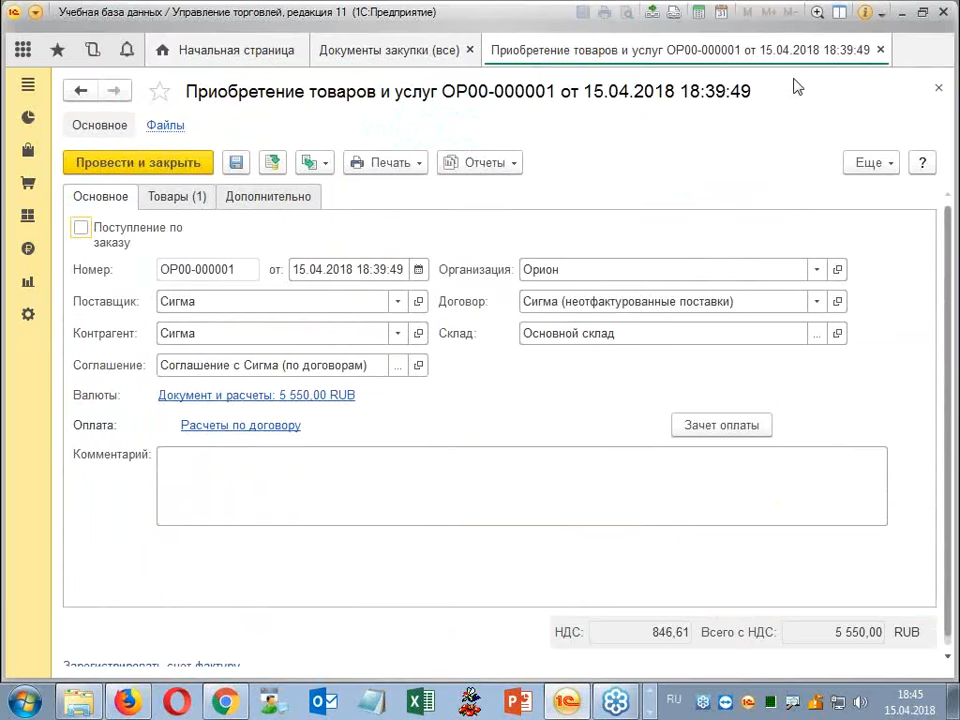 Учебная база данных / Управление торговлей, редакция 11 (1С:Предприятие)
M M+ M-
Начальная страница
Документы закупки (все) ×
Приобретение товаров и услуг ОР00-000001 от 15.04.2018 18:39:49 ×
Приобретение товаров и услуг ОР00-000001 от 15.04.2018 18:39:49
Основное Файлы
Провести и закрыть Печать Отчеты Еще ?
Основное Товары (1) Дополнительно
Поступление по
заказу
Номер: ОР00-000001 от: 15.04.2018 18:39:49 Организация: Орион
Поставщик: Сигма Договор: Сигма (неотфактурованные поставки)
Контрагент: Сигма Склад: Основной склад ...
Соглашение: Соглашение с Сигма (по договорам) ...
Валюты: Документ и расчеты: 5 550,00 RUB
Оплата: Расчеты по договору Зачет оплаты
Комментарий:
НДС: 846,61 Всего с НДС: 5 550,00 RUB
Зарегистрировать счет-фактуру
RU
18:45
15.04.2018